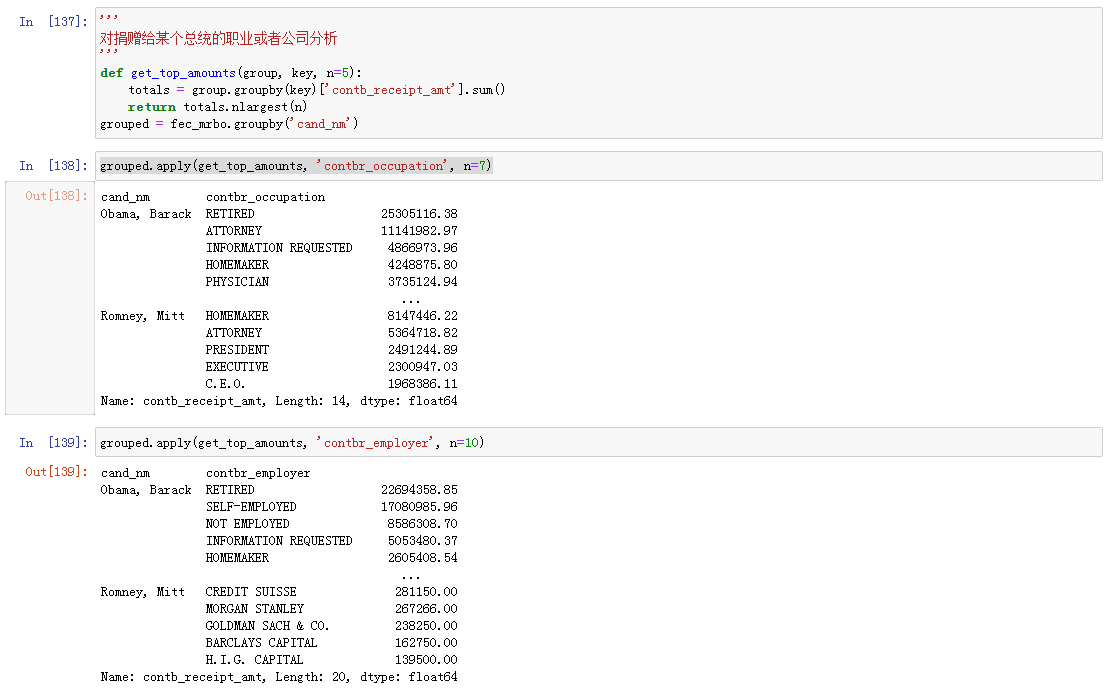 In [137]:
'''
对捐赠给某个总统的职业或者公司分析
'''
def get_top_amounts(group, key, n=5):
    totals = group.groupby(key)['contb_receipt_amt'].sum()
    return totals.nlargest(n)
grouped = fec_mrbo.groupby('cand_nm')
In [138]: grouped.apply(get_top_amounts, 'contbr_occupation', n=7)
Out[138]: cand_nm        contbr_occupation
Obama, Barack  RETIRED                  25305116.38
               ATTORNEY                 11141982.97
               INFORMATION REQUESTED     4866973.96
               HOMEMAKER                 4248875.80
               PHYSICIAN                 3735124.94
                                           ...
Romney, Mitt   HOMEMAKER                 8147446.22
               ATTORNEY                  5364718.82
               PRESIDENT                 2491244.89
               EXECUTIVE                 2300947.03
               C.E.O.                    1968386.11
Name: contb_receipt_amt, Length: 14, dtype: float64
In [139]: grouped.apply(get_top_amounts, 'contbr_employer', n=10)
Out[139]: cand_nm        contbr_employer
Obama, Barack  RETIRED                  22694358.85
               SELF-EMPLOYED            17080985.96
               NOT EMPLOYED              8586308.70
               INFORMATION REQUESTED     5053480.37
               HOMEMAKER                 2605408.54
                                           ...
Romney, Mitt   CREDIT SUISSE              281150.00
               MORGAN STANLEY             267266.00
               GOLDMAN SACH & CO.         238250.00
               BARCLAYS CAPITAL           162750.00
               H.I.G. CAPITAL             139500.00
Name: contb_receipt_amt, Length: 20, dtype: float64